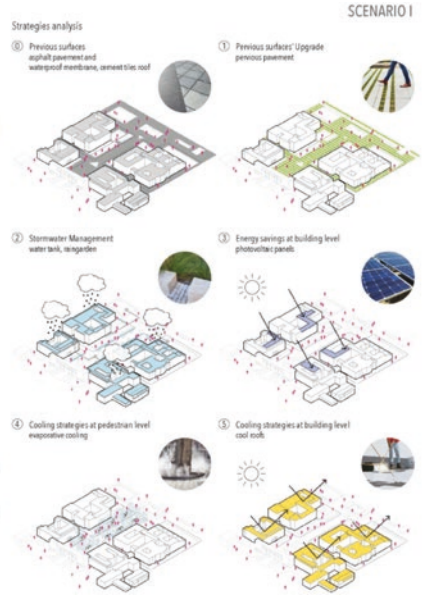 SCENARIO I
Strategies analysis
0 Previous surfaces
asphalt pavement and
waterproof membrane, cement tiles roof
1 Pervious surfaces' Upgrade
pervious pavement
2 Stormwater Management
water tank, raingarden
3 Energy savings at building level
photovoltaic panels
4 Cooling strategies at pedestrian level
evaporative cooling
5 Cooling strategies at building level
cool roofs